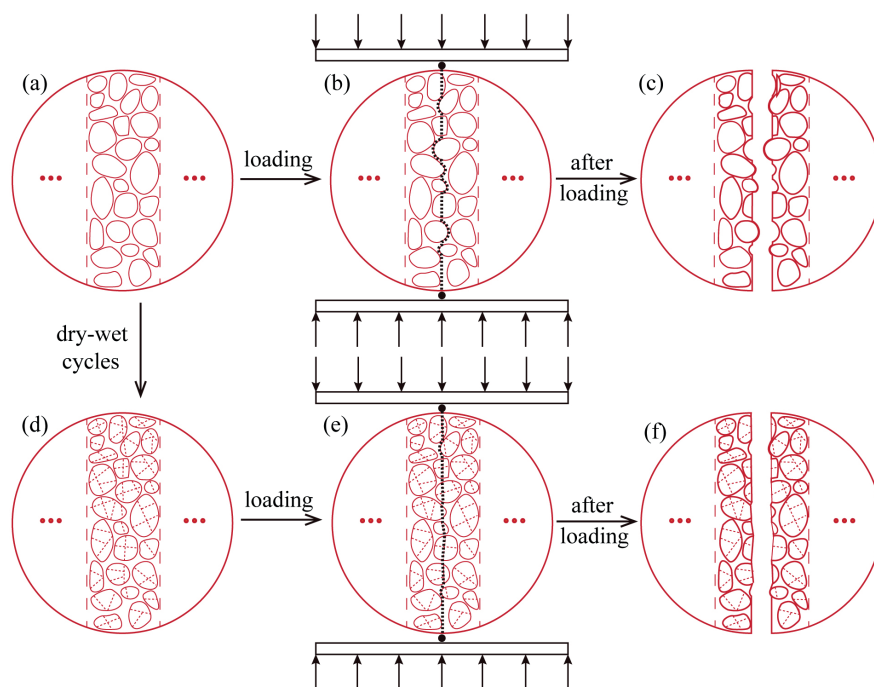 (a)
loading
(b)
after
loading
(c)
dry-wet
cycles
(d)
loading
(e)
after
loading
(f)